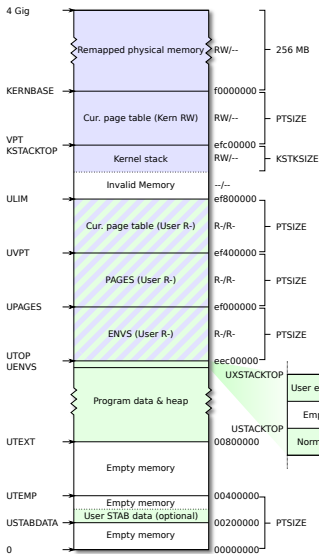 4 Gig
Remapped physical memory RW/-- 256 MB
KERNBASE f0000000
Cur. page table (Kern RW) RW/-- PTSIZE
VPT
KSTACKTOP efc00000
Kernel stack RW/-- KSTKSIZE
Invalid Memory --/--
ULIM ef800000
Cur. page table (User R-) R-/R- PTSIZE
UVPT ef400000
PAGES (User R-) R-/R- PTSIZE
UPAGES ef000000
ENVS (User R-) R-/R- PTSIZE
UTOP
UENVS eec00000
UXSTACKTOP
User e
Program data & heap
Emp
USTACKTOP
Norm
UTEXT 00800000
Empty memory
UTEMP 00400000
Empty memory
User STAB data (optional) PTSIZE
USTABDATA 00200000
Empty memory
0 00000000